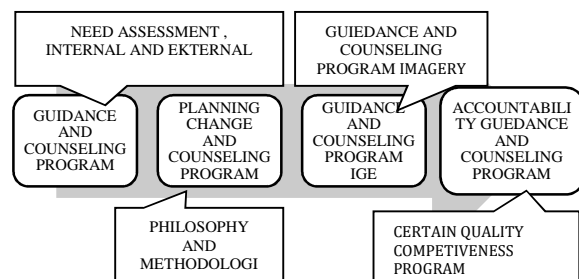 NEED ASSESSMENT ,
INTERNAL AND EKTERNAL
GUIEDANCE AND
COUNSELING
PROGRAM IMAGERY
GUIDANCE
AND
COUNSELING
PROGRAM
PLANNING
CHANGE
AND
COUNSELING
PROGRAM
GUIDANCE
AND
COUNSELING
PROGRAM
IGE
ACCOUNTABILI
TY GUEDANCE
AND
COUNSELING
PROGRAM
PHILOSOPHY
AND
METHODOLOGI
CERTAIN QUALITY
COMPETIVENESS
PROGRAM